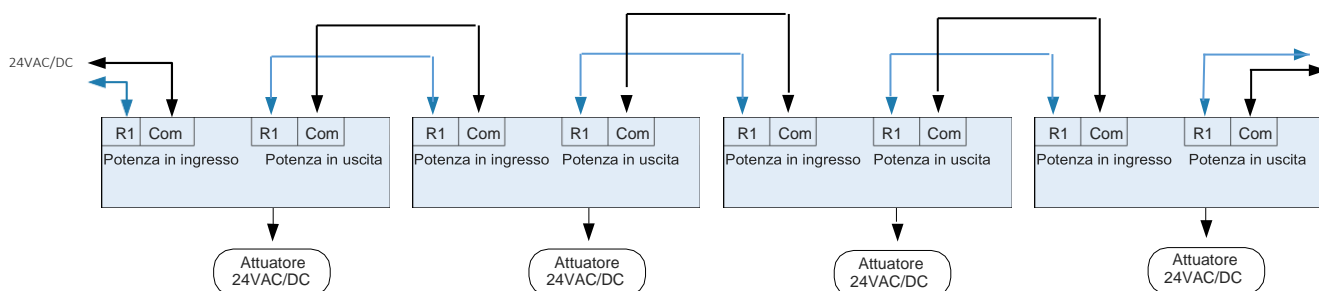 24VAC/DC
R1 Com R1 Com R1 Com R1 Com R1 Com R1 Com R1 Com R1 Com
Potenza in ingresso Potenza in uscita Potenza in ingresso Potenza in uscita Potenza in ingresso Potenza in uscita Potenza in ingresso Potenza in uscita
Attuatore
24VAC/DC
Attuatore
24VAC/DC
Attuatore
24VAC/DC
Attuatore
24VAC/DC